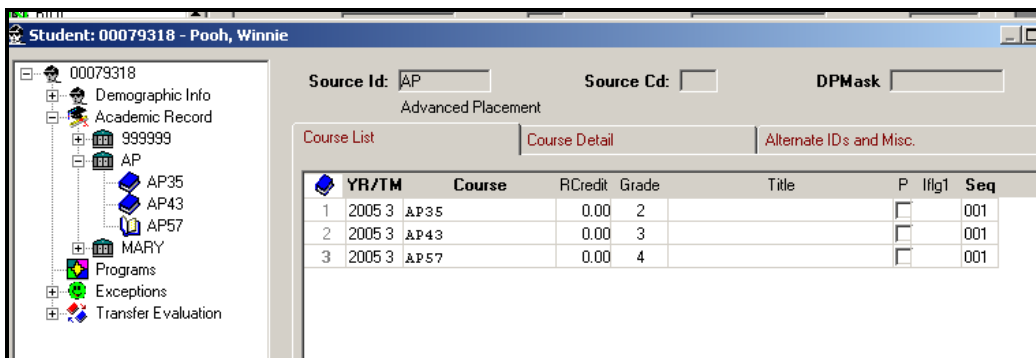 Student: 00079318 - Pooh, Winnie
00079318
Demographic Info
Academic Record
999999
AP
AP35
AP43
AP57
MARY
Programs
Exceptions
Transfer Evaluation
Source Id: AP Source Cd: DPMask
Advanced Placement
Course List Course Detail Alternate IDs and Misc.
YR/TM Course RCredit Grade Title P Iflg1 Seq
1 2005 3 AP35 0.00 2 001
2 2005 3 AP43 0.00 3 001
3 2005 3 AP57 0.00 4 001